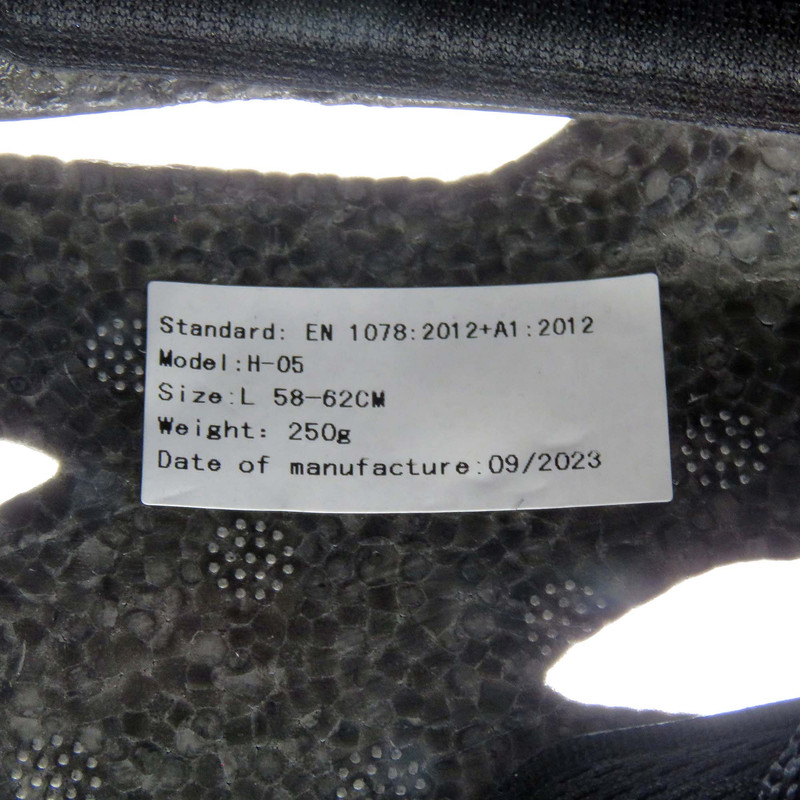 Standard: EN 1078:2012+A1:2012
Model:H-05
Size:L 58-62CM
Weight: 250g
Date of manufacture:09/2023